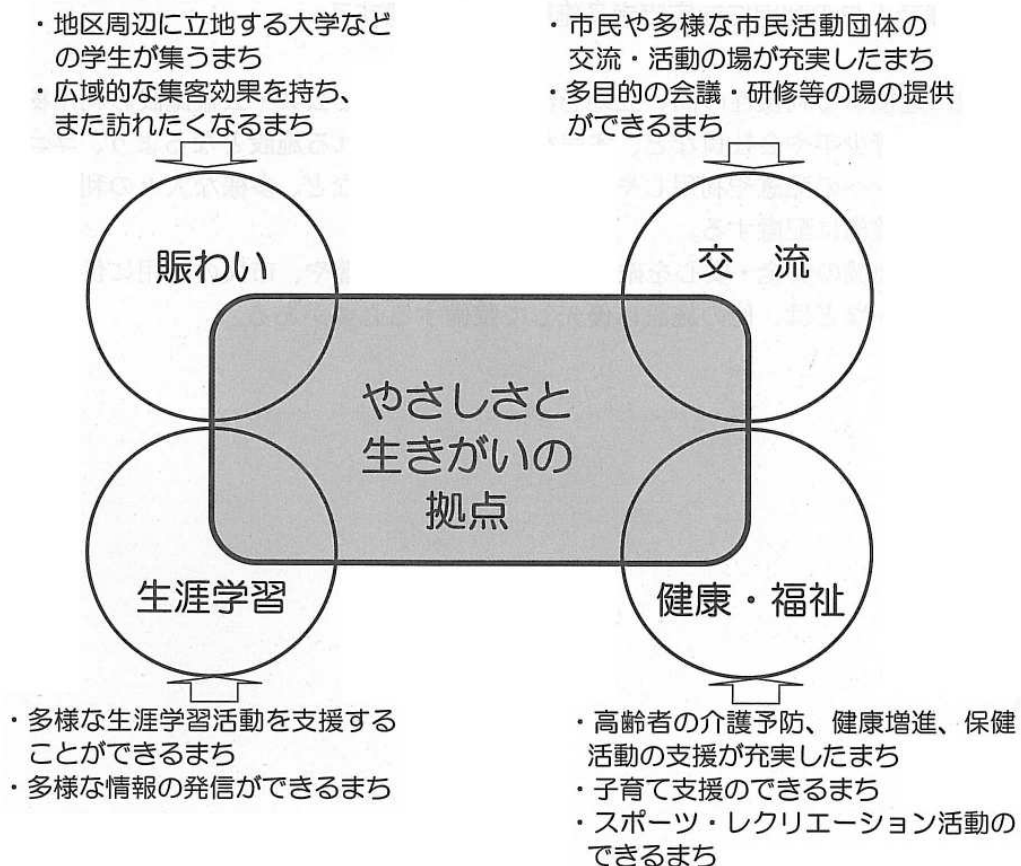 ・地区周辺に立地する大学など
の学生が集うまち
・広域的な集客効果を持ち、
また訪れたくなるまち
・市民や多様な市民活動団体の
交流・活動の場が充実したまち
・多目的の会議・研修等の場の提供
ができるまち
賑わい
交 流
やさしさと
生きがいの
拠点
生涯学習
健康・福祉
・多様な生涯学習活動を支援する
ことができるまち
・多様な情報の発信ができるまち
・高齢者の介護予防、健康増進、保健
活動の支援が充実したまち
・子育て支援のできるまち
・スポーツ・レクリエーション活動の
できるまち